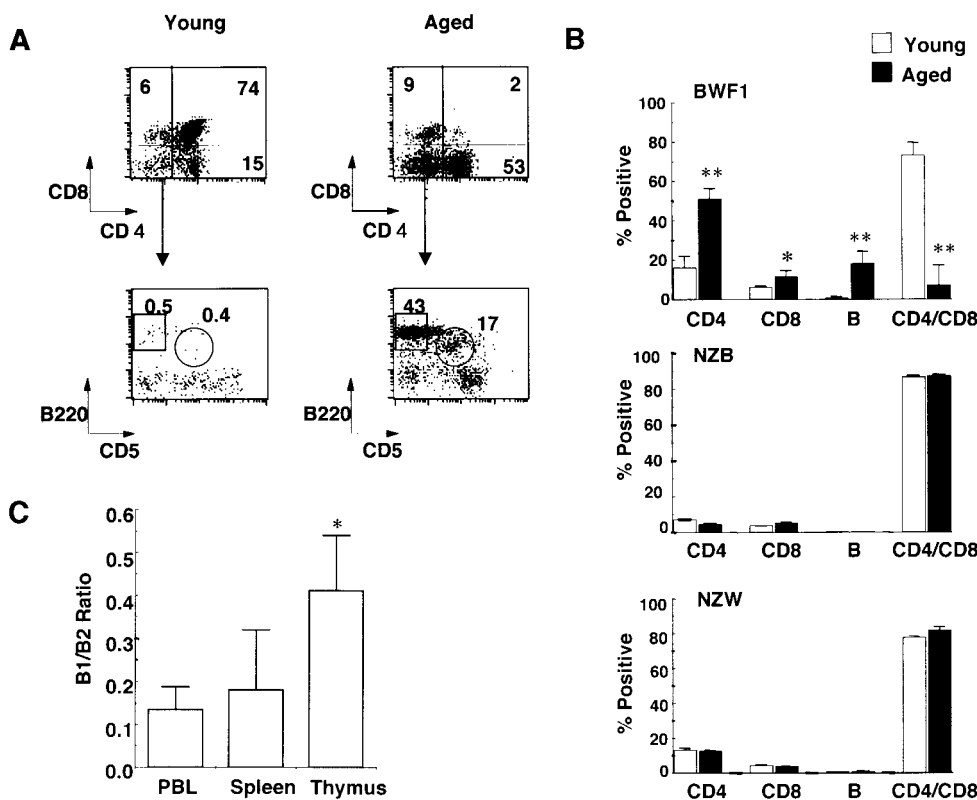 A
Young
Aged
6
74
15
9
2
53
CD8
CD 4
CD8
CD 4
0.5
0.4
43
17
B220
CD5
B220
CD5
B
Young
Aged
BWF1
% Positive
100
80
60
40
20
0
**
*
**
**
CD4
CD8
B
CD4/CD8
NZB
% Positive
100
80
60
40
20
0
CD4
CD8
B
CD4/CD8
NZW
% Positive
100
80
60
40
20
0
CD4
CD8
B
CD4/CD8
C
B1/B2 Ratio
0.6
0.5
0.4
0.3
0.2
0.1
0.0
*
PBL
Spleen
Thymus